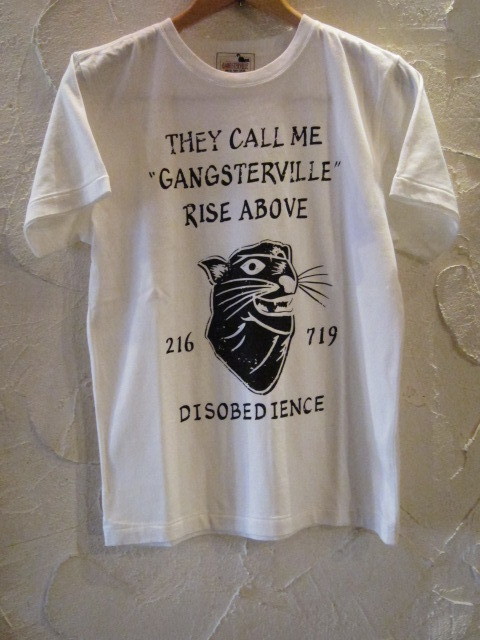 THEY CALL ME
"GANGSTERVILLE"
RISE ABOVE
216 719
DISOBEDIENCE